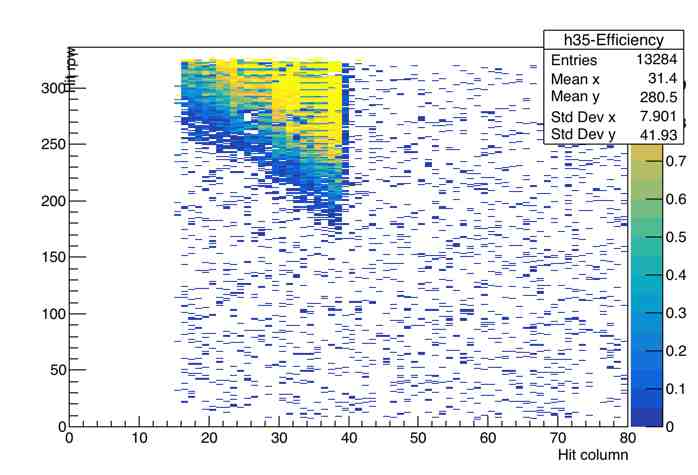 h35-Efficiency
Entries 13284
Mean x 31.4
Mean y 280.5
Std Dev x 7.901
Std Dev y 41.93
300
250
200
150
100
50
0
0 10 20 30 40 50 60 70 80
Hit column
0.7
0.6
0.5
0.4
0.3
0.2
0.1
0